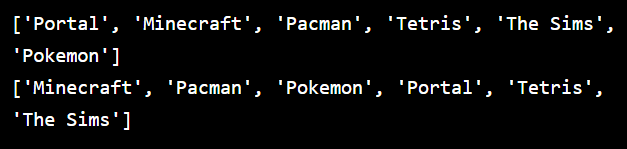 ['Portal', 'Minecraft', 'Pacman', 'Tetris', 'The Sims',
'Pokemon']
['Minecraft', 'Pacman', 'Pokemon', 'Portal', 'Tetris',
'The Sims']